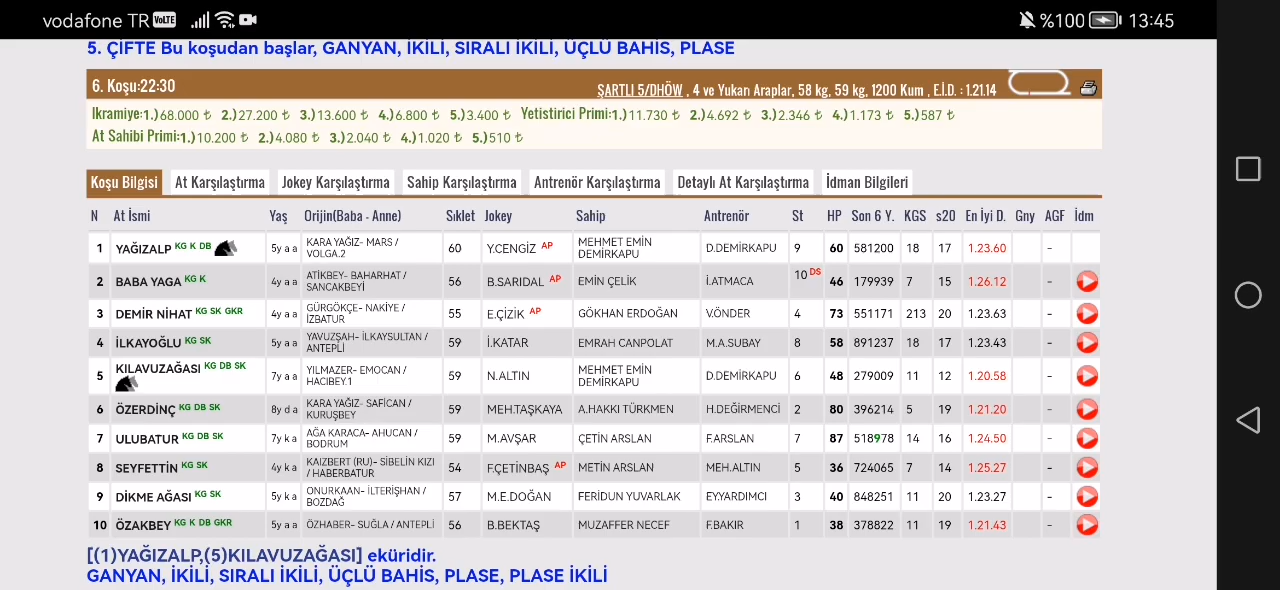 vodafone TR VoLTE %100 13:45
5. ÇİFTE Bu koşudan başlar, GANYAN, İKİLİ, SIRALI İKİLİ, ÜÇLÜ BAHİS, PLASE
6. Koşu:22:30 ŞARTLI 5/DHÖW , 4 ve Yukarı Araplar, 58 kg, 59 kg, 1200 Kum , E.İ.D. : 1.21.14
Ikramiye:1.)68.000 ₺ 2.)27.200 ₺ 3.)13.600 ₺ 4.)6.800 ₺ 5.)3.400 ₺ Yetistirici Primi:1.)11.730 ₺ 2.)4.692 ₺ 3.)2.346 ₺ 4.)1.173 ₺ 5.)587 ₺
At Sahibi Primi:1.)10.200 ₺ 2.)4.080 ₺ 3.)2.040 ₺ 4.)1.020 ₺ 5.)510 ₺
Koşu Bilgisi At Karşılaştırma Jokey Karşılaştırma Sahip Karşılaştırma Antrenör Karşılaştırma Detaylı At Karşılaştırma İdman Bilgileri
N At İsmi Yaş Orijin(Baba - Anne) Sıklet Jokey Sahip Antrenör St HP Son 6 Y. KGS s20 En İyi D. Gny AGF İdm
1 YAĞIZALP KG K DB 5y a a KARA YAĞIZ- MARS / VOLGA.2 60 Y.CENGİZ AP MEHMET EMİN DEMİRKAPU D.DEMİRKAPU 9 60 581200 18 17 1.23.60 -
2 BABA YAGA KG K 4y a a ATİKBEY- BAHARHAT / SANCAKBEYİ 56 B.SARIDAL AP EMİN ÇELİK İ.ATMACA 10 DS 46 179939 7 15 1.26.12 -
3 DEMİR NİHAT KG SK GKR 4y a a GÜRGÖKÇE- NAKİYE / İZBATUR 55 E.ÇİZİK AP GÖKHAN ERDOĞAN V.ÖNDER 4 73 551171 213 20 1.23.63 -
4 İLKAYOĞLU KG SK 5y a a YAVUZŞAH- İLKAYSULTAN / ANTEPLİ 59 İ.KATAR EMRAH CANPOLAT M.A.SUBAY 8 58 891237 18 17 1.23.43 -
5 KILAVUZAĞASI KG DB SK 7y a a YILMAZER- EMOCAN / HACIBEY.1 59 N.ALTIN MEHMET EMİN DEMİRKAPU D.DEMİRKAPU 6 48 279009 11 12 1.20.58 -
6 ÖZERDİNÇ KG DB SK 8y d a KARA YAĞIZ- SAFİCAN / KURUŞBEY 59 MEH.TAŞKAYA A.HAKKI TÜRKMEN H.DEĞİRMENCİ 2 80 396214 5 19 1.21.20 -
7 ULUBATUR KG DB SK 7y k a AĞA KARACA- AHUCAN / BODRUM 59 M.AVŞAR ÇETİN ARSLAN F.ARSLAN 7 87 518978 14 16 1.24.50 -
8 SEYFETTİN KG SK 4y k a KAIZBERT (RU)- SİBELİN KIZI / HABERBATUR 54 F.ÇETİNBAŞ AP METİN ARSLAN MEH.ALTIN 5 36 724065 7 14 1.25.27 -
9 DİKME AĞASI KG SK 5y k a ONURKAAN- İLTERİŞHAN / BOZDAĞ 57 M.E.DOĞAN FERİDUN YUVARLAK EY.YARDIMCI 3 40 848251 11 20 1.23.27 -
10 ÖZAKBEY KG K DB GKR 5y a a ÖZHABER- SUĞLA / ANTEPLİ 56 B.BEKTAŞ MUZAFFER NECEF F.BAKIR 1 38 378822 11 19 1.21.43 -
[(1)YAĞIZALP,(5)KILAVUZAĞASI] eküridir.
GANYAN, İKİLİ, SIRALI İKİLİ, ÜÇLÜ BAHİS, PLASE, PLASE İKİLİ